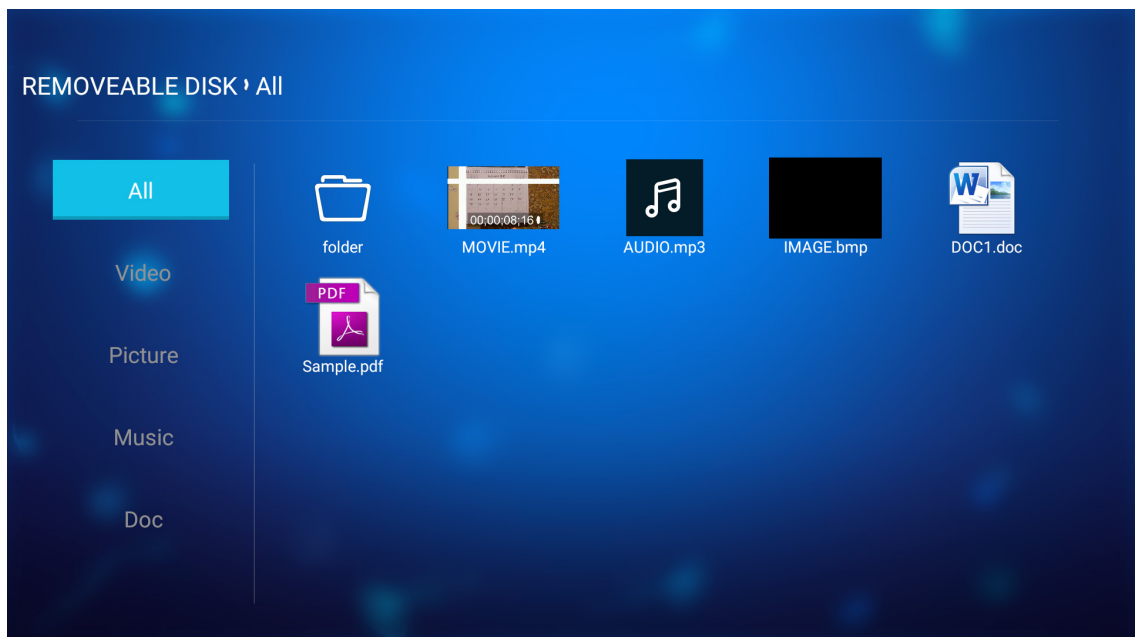 REMOVEABLE DISK All
All
Video
Picture
Music
Doc
folder
00;00;08;16
MOVIE.mp4
AUDIO.mp3
IMAGE.bmp
W
DOC1.doc
PDF
Sample.pdf